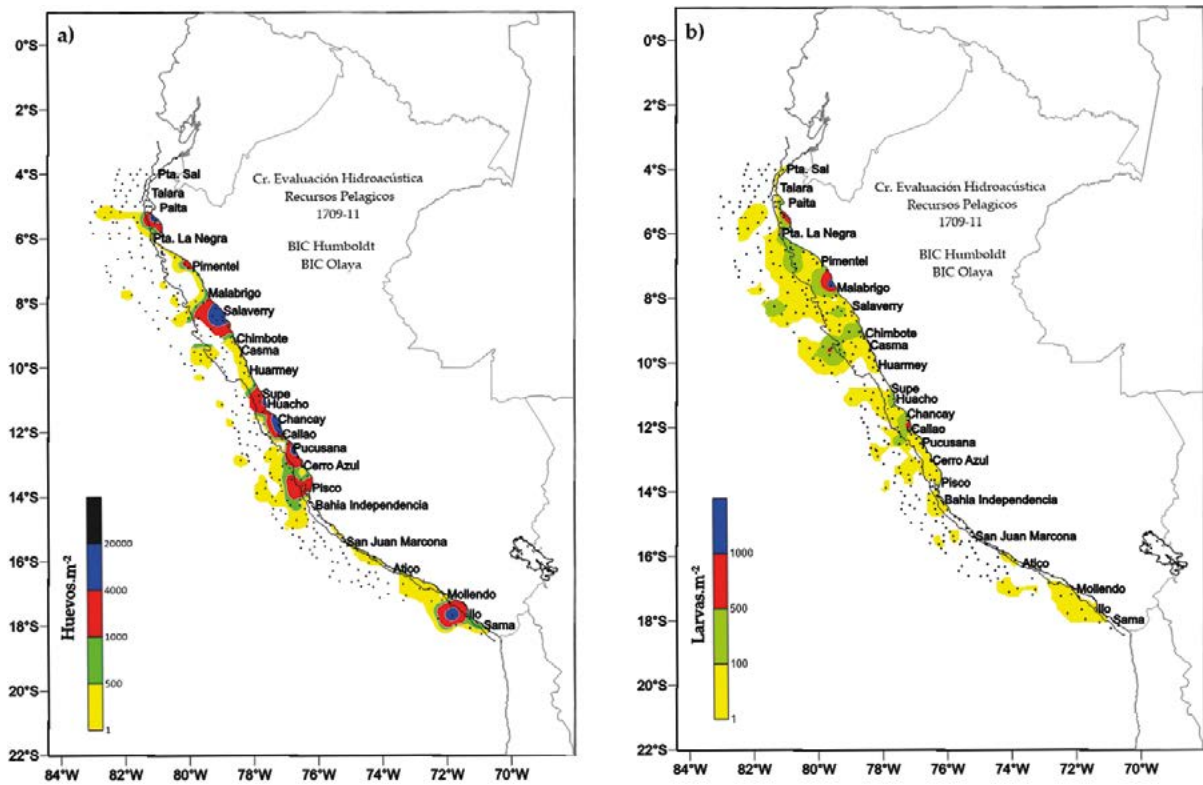 a)
0°S
2°S
4°S
6°S
8°S
10°S
12°S
14°S
16°S
18°S
20°S
22°S
84°W
82°W
80°W
78°W
76°W
74°W
72°W
70°W
Cr. Evaluación Hidroacústica
Recursos Pelagicos
1709-11
BIC Humboldt
BIC Olaya
Pta. Sal
Talara
Paita
Pta. La Negra
Pimentel
Malabrigo
Salaverry
Chimbote
Casma
Huarmey
Supe
Huacho
Chancay
Callao
Pucusana
Cerro Azul
Pisco
Bahia Independencia
San Juan Marcona
Atico
Mollendo
Ilo
Sama
Huevos.m-2
20000
4000
1000
500
1
b)
0°S
2°S
4°S
6°S
8°S
10°S
12°S
14°S
16°S
18°S
20°S
22°S
84°W
82°W
80°W
78°W
76°W
74°W
72°W
70°W
Cr. Evaluación Hidroacústica
Recursos Pelagicos
1709-11
BIC Humboldt
BIC Olaya
Pta. Sal
Talara
Paita
Pta. La Negra
Pimentel
Malabrigo
Salaverry
Chimbote
Casma
Huarmey
Supe
Huacho
Chancay
Callao
Pucusana
Cerro Azul
Pisco
Bahia Independencia
San Juan Marcona
Atico
Mollendo
Ilo
Sama
Larvas.m-2
1000
500
100
1